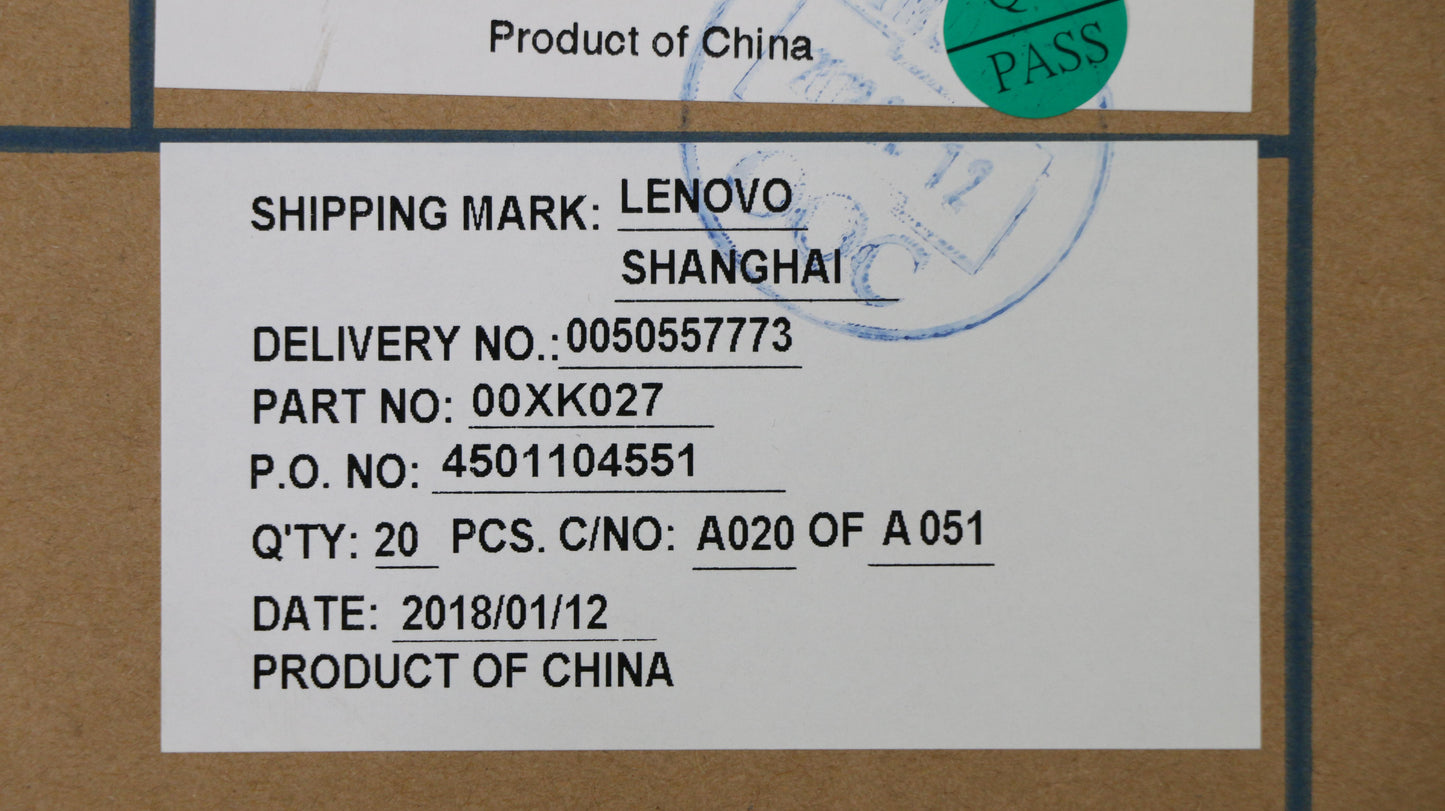 Product of China
PASS
SHIPPING MARK: LENOVO
SHANGHAI
DELIVERY NO.: 0050557773
PART NO: 00XK027
P.O. NO: 4501104551
Q'TY: 20 PCS. C/NO: A020 OF A051
DATE: 2018/01/12
PRODUCT OF CHINA